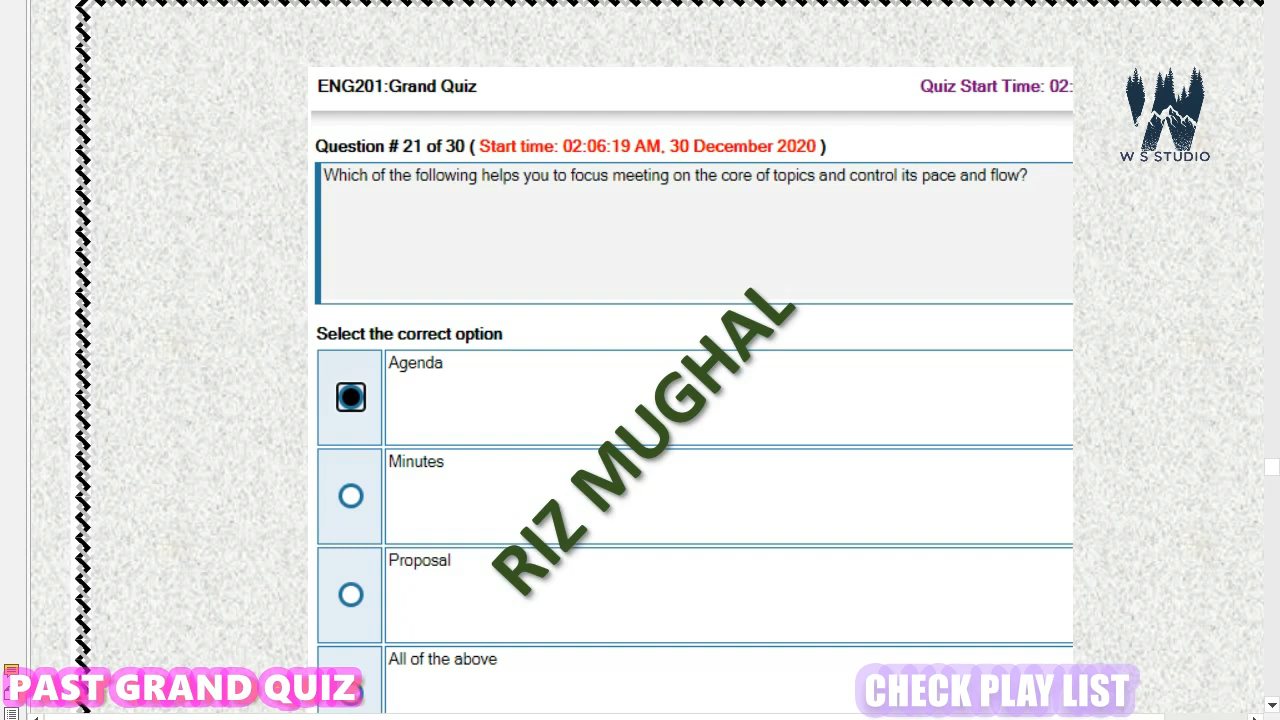 ENG201:Grand Quiz
Quiz Start Time: 02:
W S STUDIO
Question # 21 of 30 ( Start time: 02:06:19 AM, 30 December 2020 )
Which of the following helps you to focus meeting on the core of topics and control its pace and flow?
Select the correct option
Agenda
Minutes
Proposal
All of the above
RIZ MUGHAL
PAST GRAND QUIZ
CHECK PLAY LIST